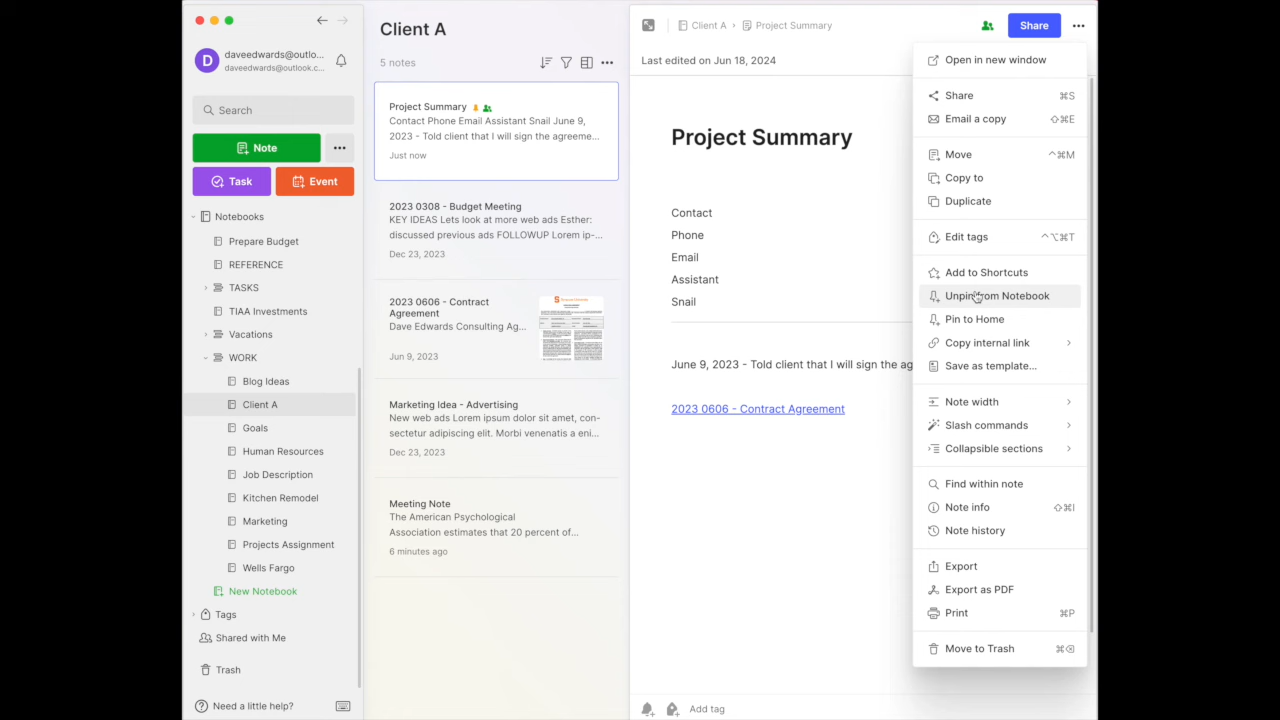 D
daveedwards@outlo...
daveedwards@outlook.c...
Search
Note
Task
Event
Notebooks
Prepare Budget
REFERENCE
TASKS
TIAA Investments
Vacations
WORK
Blog Ideas
Client A
Goals
Human Resources
Job Description
Kitchen Remodel
Marketing
Projects Assignment
Wells Fargo
New Notebook
Tags
Shared with Me
Trash
Need a little help?
Client A
5 notes
Project Summary
Contact Phone Email Assistant Snail June 9,
2023 - Told client that I will sign the agreeme...
Just now
2023 0308 - Budget Meeting
KEY IDEAS Lets look at more web ads Esther:
discussed previous ads FOLLOWUP Lorem ip-...
Dec 23, 2023
2023 0606 - Contract
Agreement
Dave Edwards Consulting Ag...
Jun 9, 2023
Marketing Idea - Advertising
New web ads Lorem ipsum dolor sit amet, con-
sectetur adipiscing elit. Morbi venenatis a eni...
Dec 23, 2023
Meeting Note
The American Psychological
Association estimates that 20 percent of...
6 minutes ago
Client A > Project Summary
Share
Last edited on Jun 18, 2024
Project Summary
Contact
Phone
Email
Assistant
Snail
June 9, 2023 - Told client that I will sign the ag
2023 0606 - Contract Agreement
Add tag
Open in new window
Share ⌘S
Email a copy ⇧⌘E
Move ^⌘M
Copy to
Duplicate
Edit tags ^⌥⌘T
Add to Shortcuts
Unpin from Notebook
Pin to Home
Copy internal link
Save as template...
Note width
Slash commands
Collapsible sections
Find within note
Note info ⇧⌘I
Note history
Export
Export as PDF
Print ⌘P
Move to Trash ⌘⌫